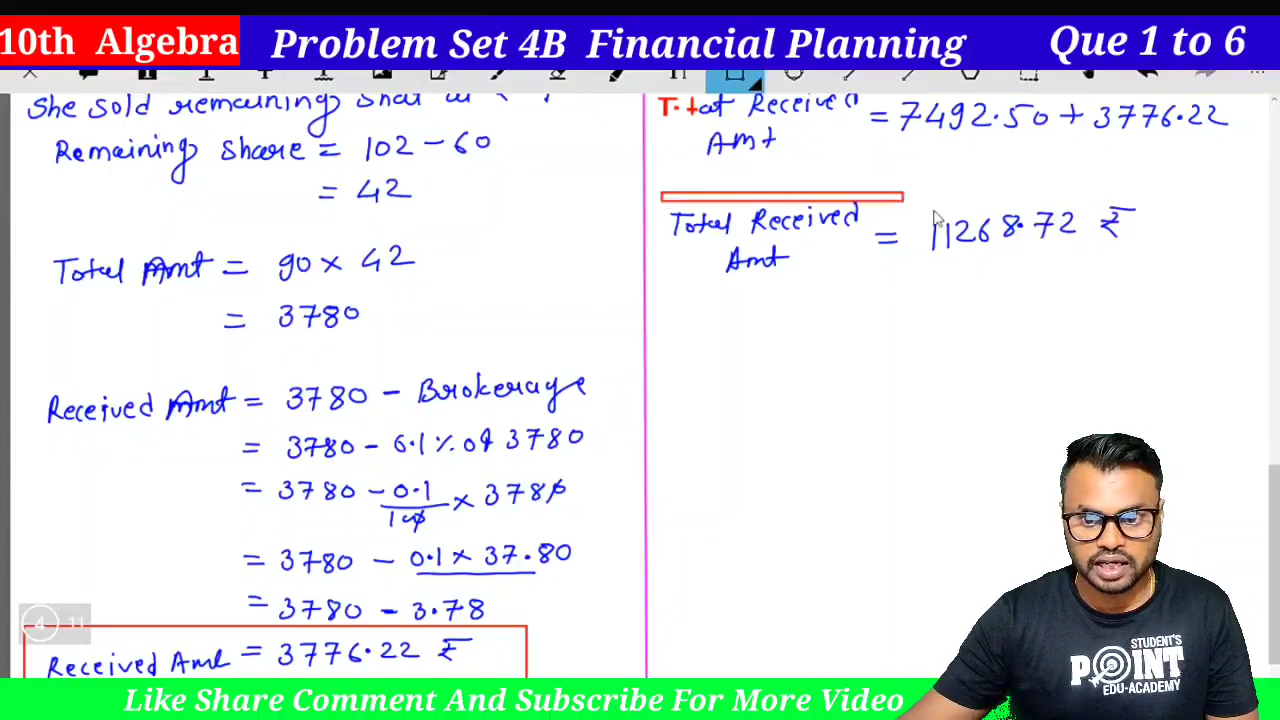 10th Algebra
Problem Set 4B Financial Planning
Que 1 to 6
She sold remaining
Remaining Share = 102 - 60
= 42
Total Amt = 90 × 42
= 3780
Received Amt = 3780 - Brokerage
= 3780 - 0.1 % of 3780
= 3780 - 0.1/100 × 3780
= 3780 - 0.1 × 37.80
= 3780 - 3.78
Received Amt = 3776.22 ₹
4 11
Received = 7492.50 + 3776.22
Amt
Total Received = 11268.72 ₹
Amt
STUDENT'S
POINT
EDU-ACADEMY
Like Share Comment And Subscribe For More Video